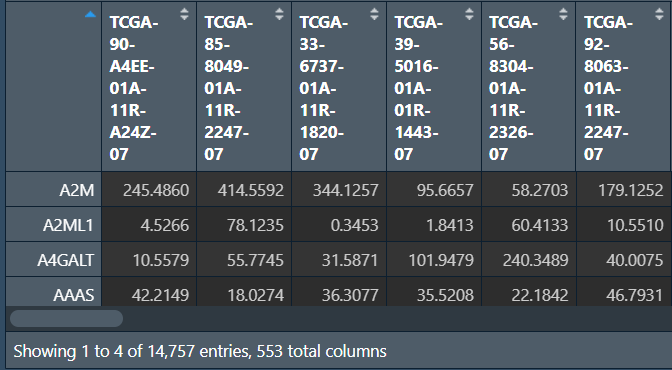 TCGA-90-A4EE-01A-11R-A24Z-07 TCGA-85-8049-01A-11R-2247-07 TCGA-33-6737-01A-11R-1820-07 TCGA-39-5016-01A-01R-1443-07 TCGA-56-8304-01A-11R-2326-07 TCGA-92-8063-01A-11R-2247-07
A2M 245.4860 414.5592 344.1257 95.6657 58.2703 179.1252
A2ML1 4.5266 78.1235 0.3453 1.8413 60.4133 10.5510
A4GALT 10.5579 55.7745 31.5871 101.9479 240.3489 40.0075
AAAS 42.2149 18.0274 36.3077 35.5208 22.1842 46.7931
Showing 1 to 4 of 14,757 entries, 553 total columns